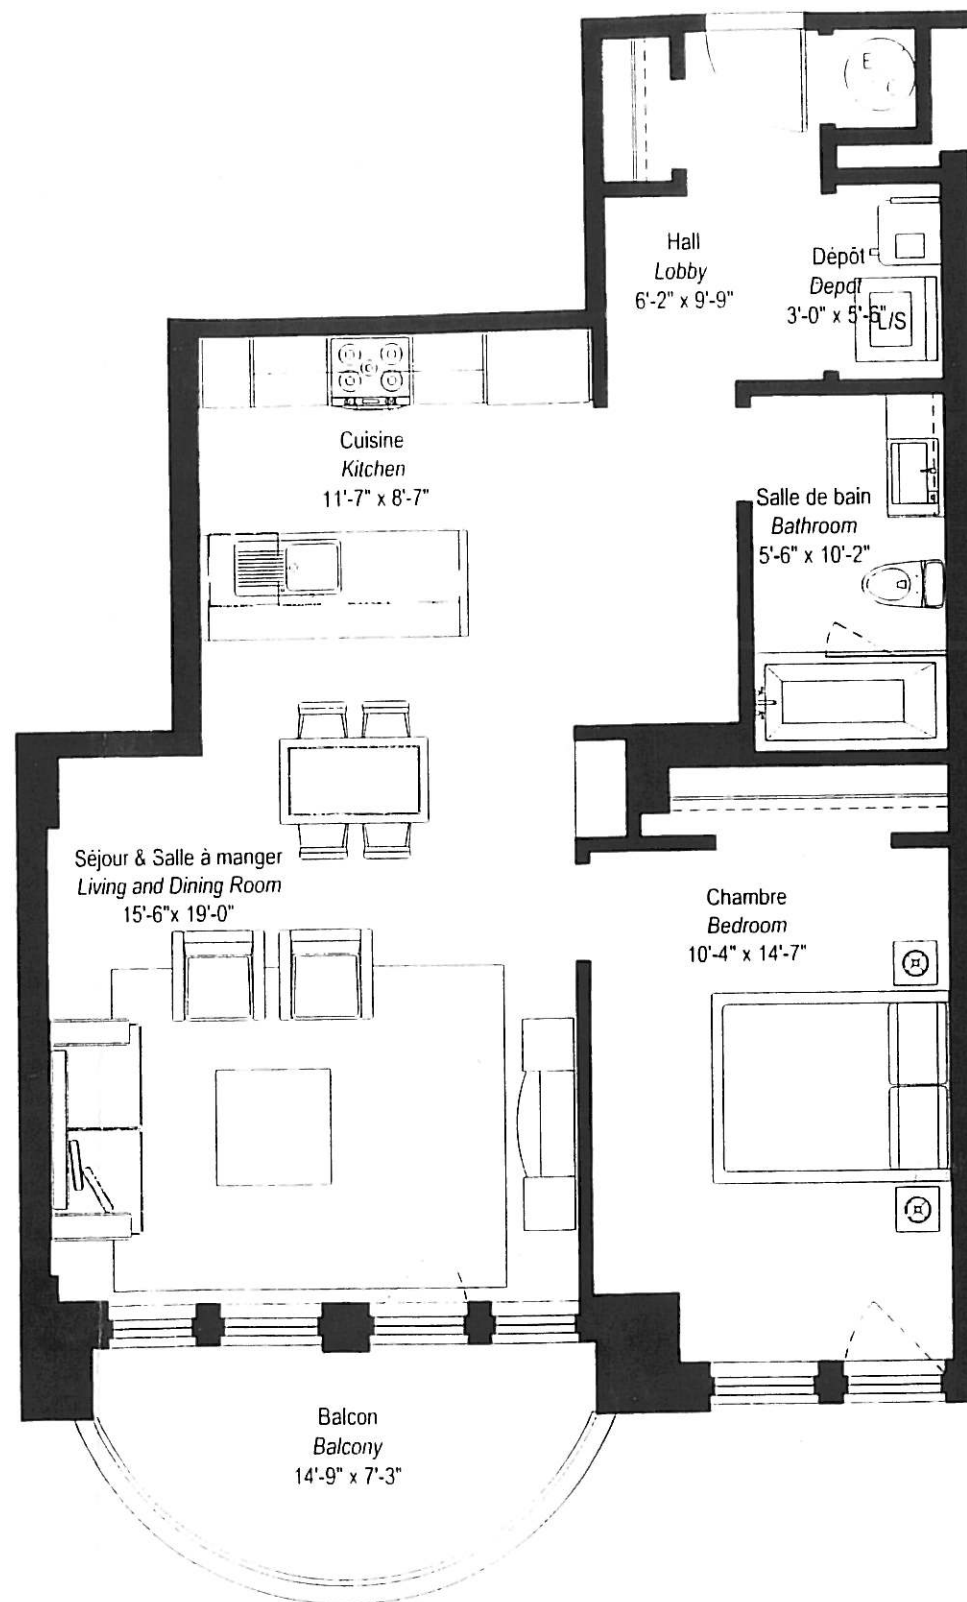 E
C
Hall
Lobby
6'-2" x 9'-9"
Dépôt
Depot
3'-0" x 5'-6"
L/S
Cuisine
Kitchen
11'-7" x 8'-7"
Salle de bain
Bathroom
5'-6" x 10'-2"
Séjour & Salle à manger
Living and Dining Room
15'-6"x 19'-0"
Chambre
Bedroom
10'-4" x 14'-7"
Balcon
Balcony
14'-9" x 7'-3"